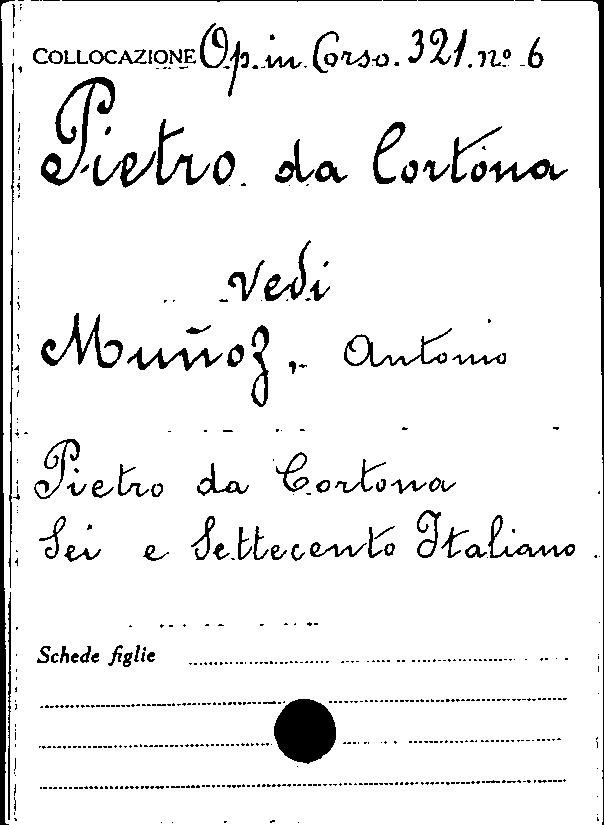 COLLOCAZIONE Op. in Corso. 321. nº 6
Pietro da Cortona
vedi
Muñoz, Antonio
Pietro da Cortona
Sei e Settecento Italiano
Schede figlie